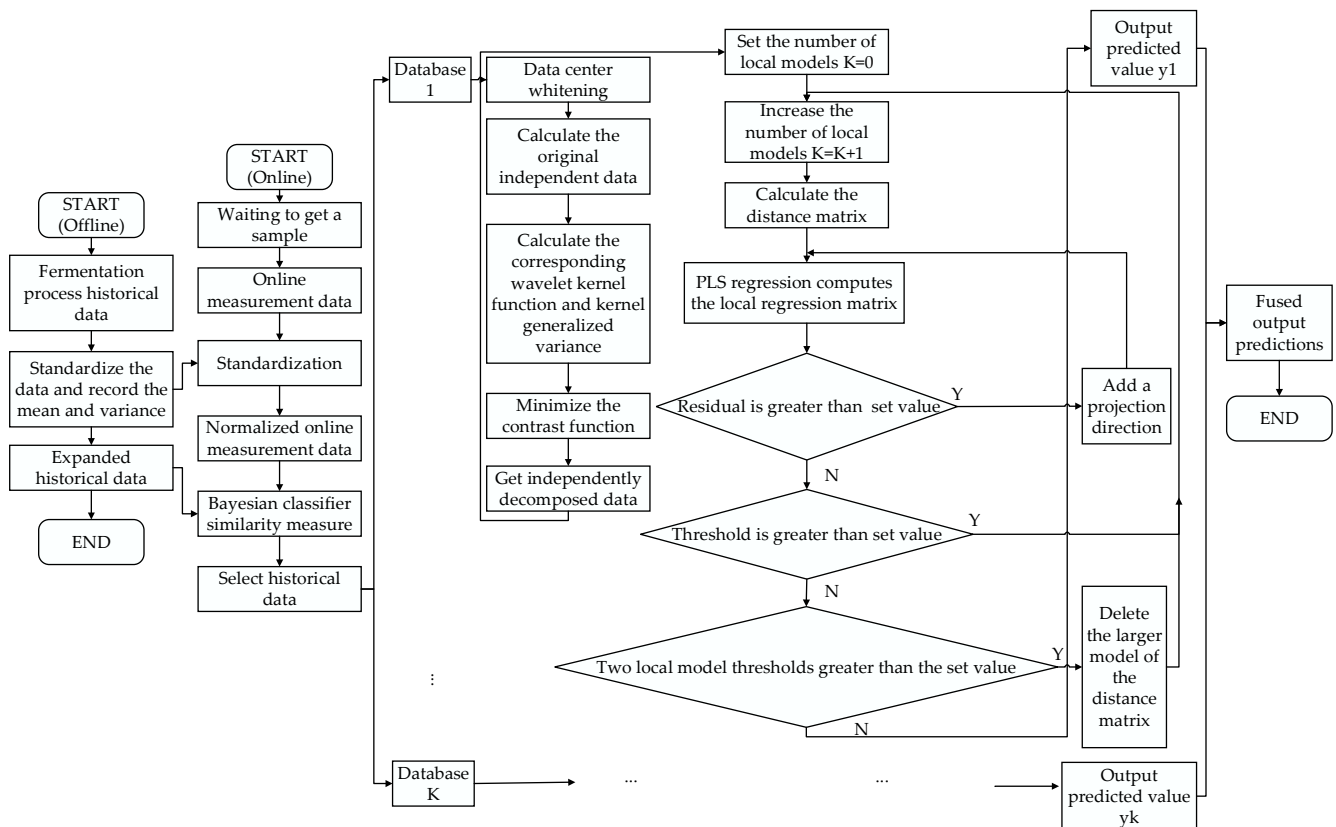 START
(Offline)
Fermentation
process historical
data
Standardize the
data and record the
mean and variance
Expanded
historical data
END
START
(Online)
Waiting to get a
sample
Online
measurement data
Standardization
Normalized online
measurement data
Bayesian classifier
similarity measure
Select historical
data
Database
1
⋮
Database
K
Data center
whitening
Calculate the
original
independent data
Calculate the
corresponding
wavelet kernel
function and kernel
generalized
variance
Minimize the
contrast function
Get independently
decomposed data
Set the number of
local models K=0
Increase the
number of local
models K=K+1
Calculate the
distance matrix
PLS regression computes
the local regression matrix
Residual is greater than set value
Y
N
Add a
projection
direction
Threshold is greater than set value
Y
N
Two local model thresholds greater than the set value
Y
N
Delete
the larger
model of
the
distance
matrix
...
...
Output
predicted
value y1
Output
predicted value
yk
Fused
output
predictions
END